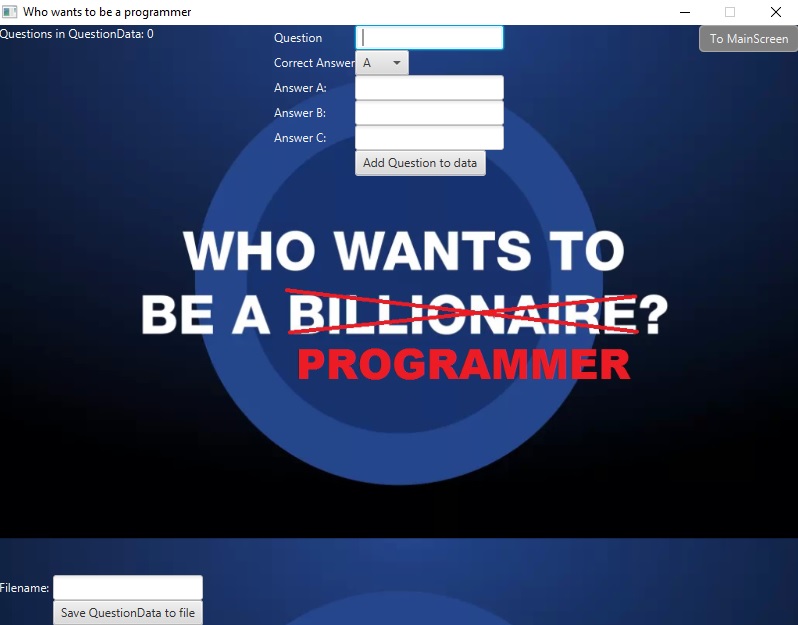 Who wants to be a programmer
Questions in QuestionData: 0
Question
To MainScreen
Correct Answer
A
Answer A:
Answer B:
Answer C:
Add Question to data
WHO WANTS TO
BE A BILLIONAIRE?
PROGRAMMER
Filename:
Save QuestionData to file